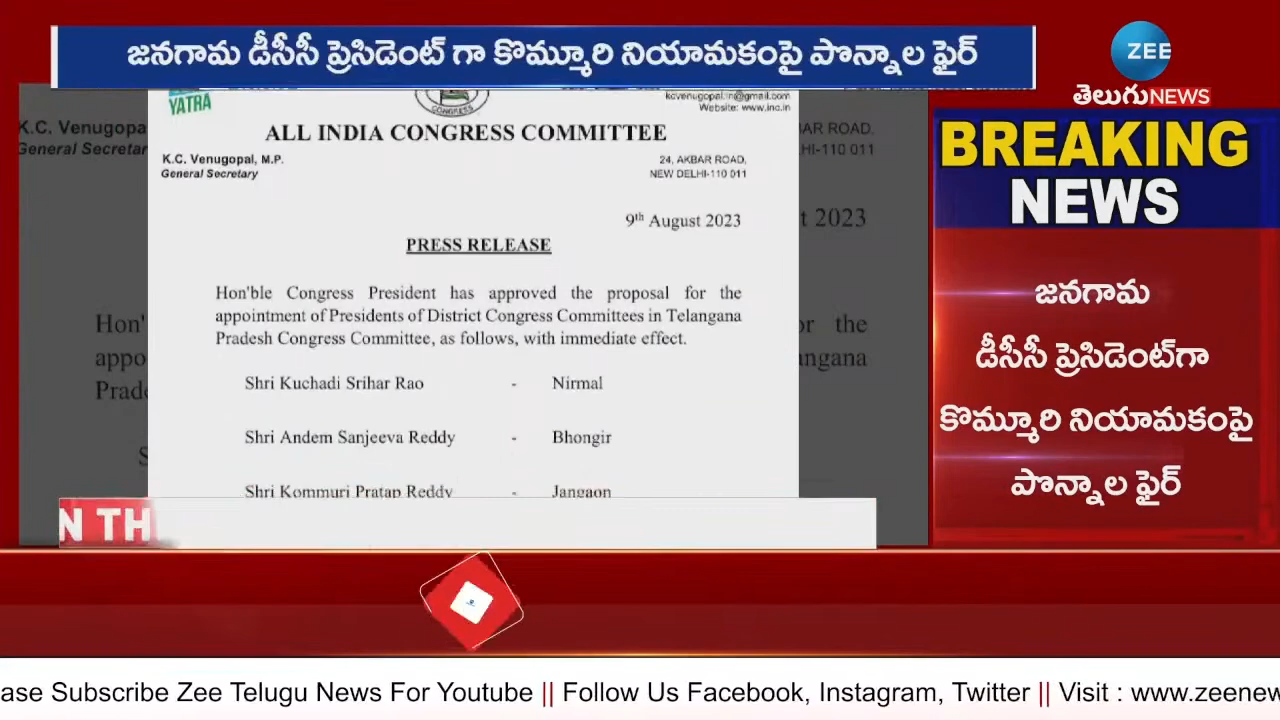 జనగామ డీసీసీ ప్రెసిడెంట్ గా కొమ్మూరి నియామకంపై పొన్నాల ఫైర్
ZEE
తెలుగు NEWS
BREAKING
NEWS
జనగామ
డీసీసీ ప్రెసిడెంట్‌గా
కొమ్మూరి నియామకంపై
పొన్నాల ఫైర్
YATRA
CONGRESS
kcvenugopal.in@gmail.com
Website: www.inc.in
ALL INDIA CONGRESS COMMITTEE
K.C. Venugopal, M.P.
General Secretary
24, AKBAR ROAD,
NEW DELHI-110 011
9th August 2023
PRESS RELEASE
Hon'ble Congress President has approved the proposal for the
appointment of Presidents of District Congress Committees in Telangana
Pradesh Congress Committee, as follows, with immediate effect.
Shri Kuchadi Srihar Rao - Nirmal
Shri Andem Sanjeeva Reddy - Bhongir
Shri Kommuri Pratap Reddy - Jangaon
K.C. Venugopa
General Secretar
BAR ROAD.
HI-110 011
t 2023
Hon'
appo
Prade
S
or the
angana
N TH
ase Subscribe Zee Telugu News For Youtube || Follow Us Facebook, Instagram, Twitter || Visit : www.zeenew